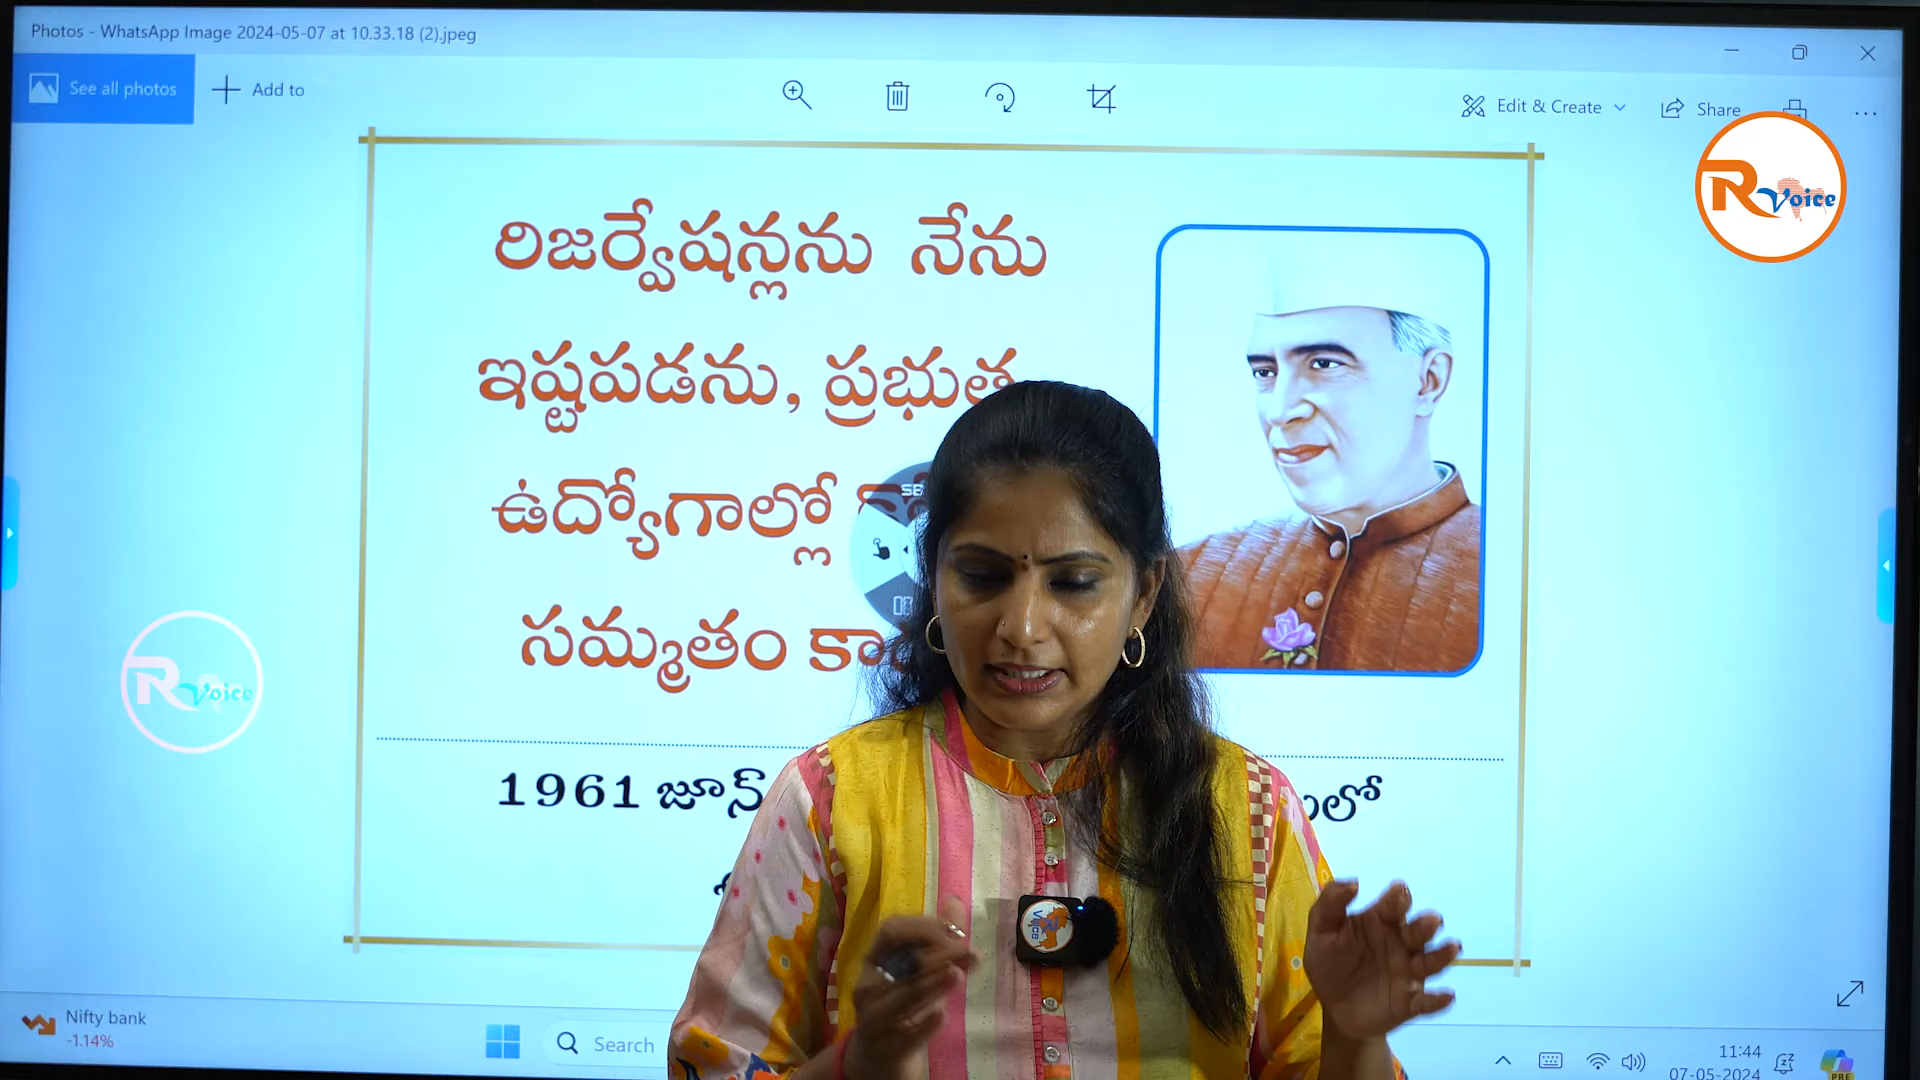 Photos - WhatsApp Image 2024-05-07 at 10.33.18 (2).jpeg
See all photos
Add to
Edit & Create
Share
R Voice
రిజర్వేషన్లను నేను
ఇష్టపడను, ప్రభుత
ఉద్యోగాల్లో
సమ్మతం
R Voice
1961 జూన్
Voice
Nifty bank
-1.14%
Search
11:44
07-05-2024
PRE